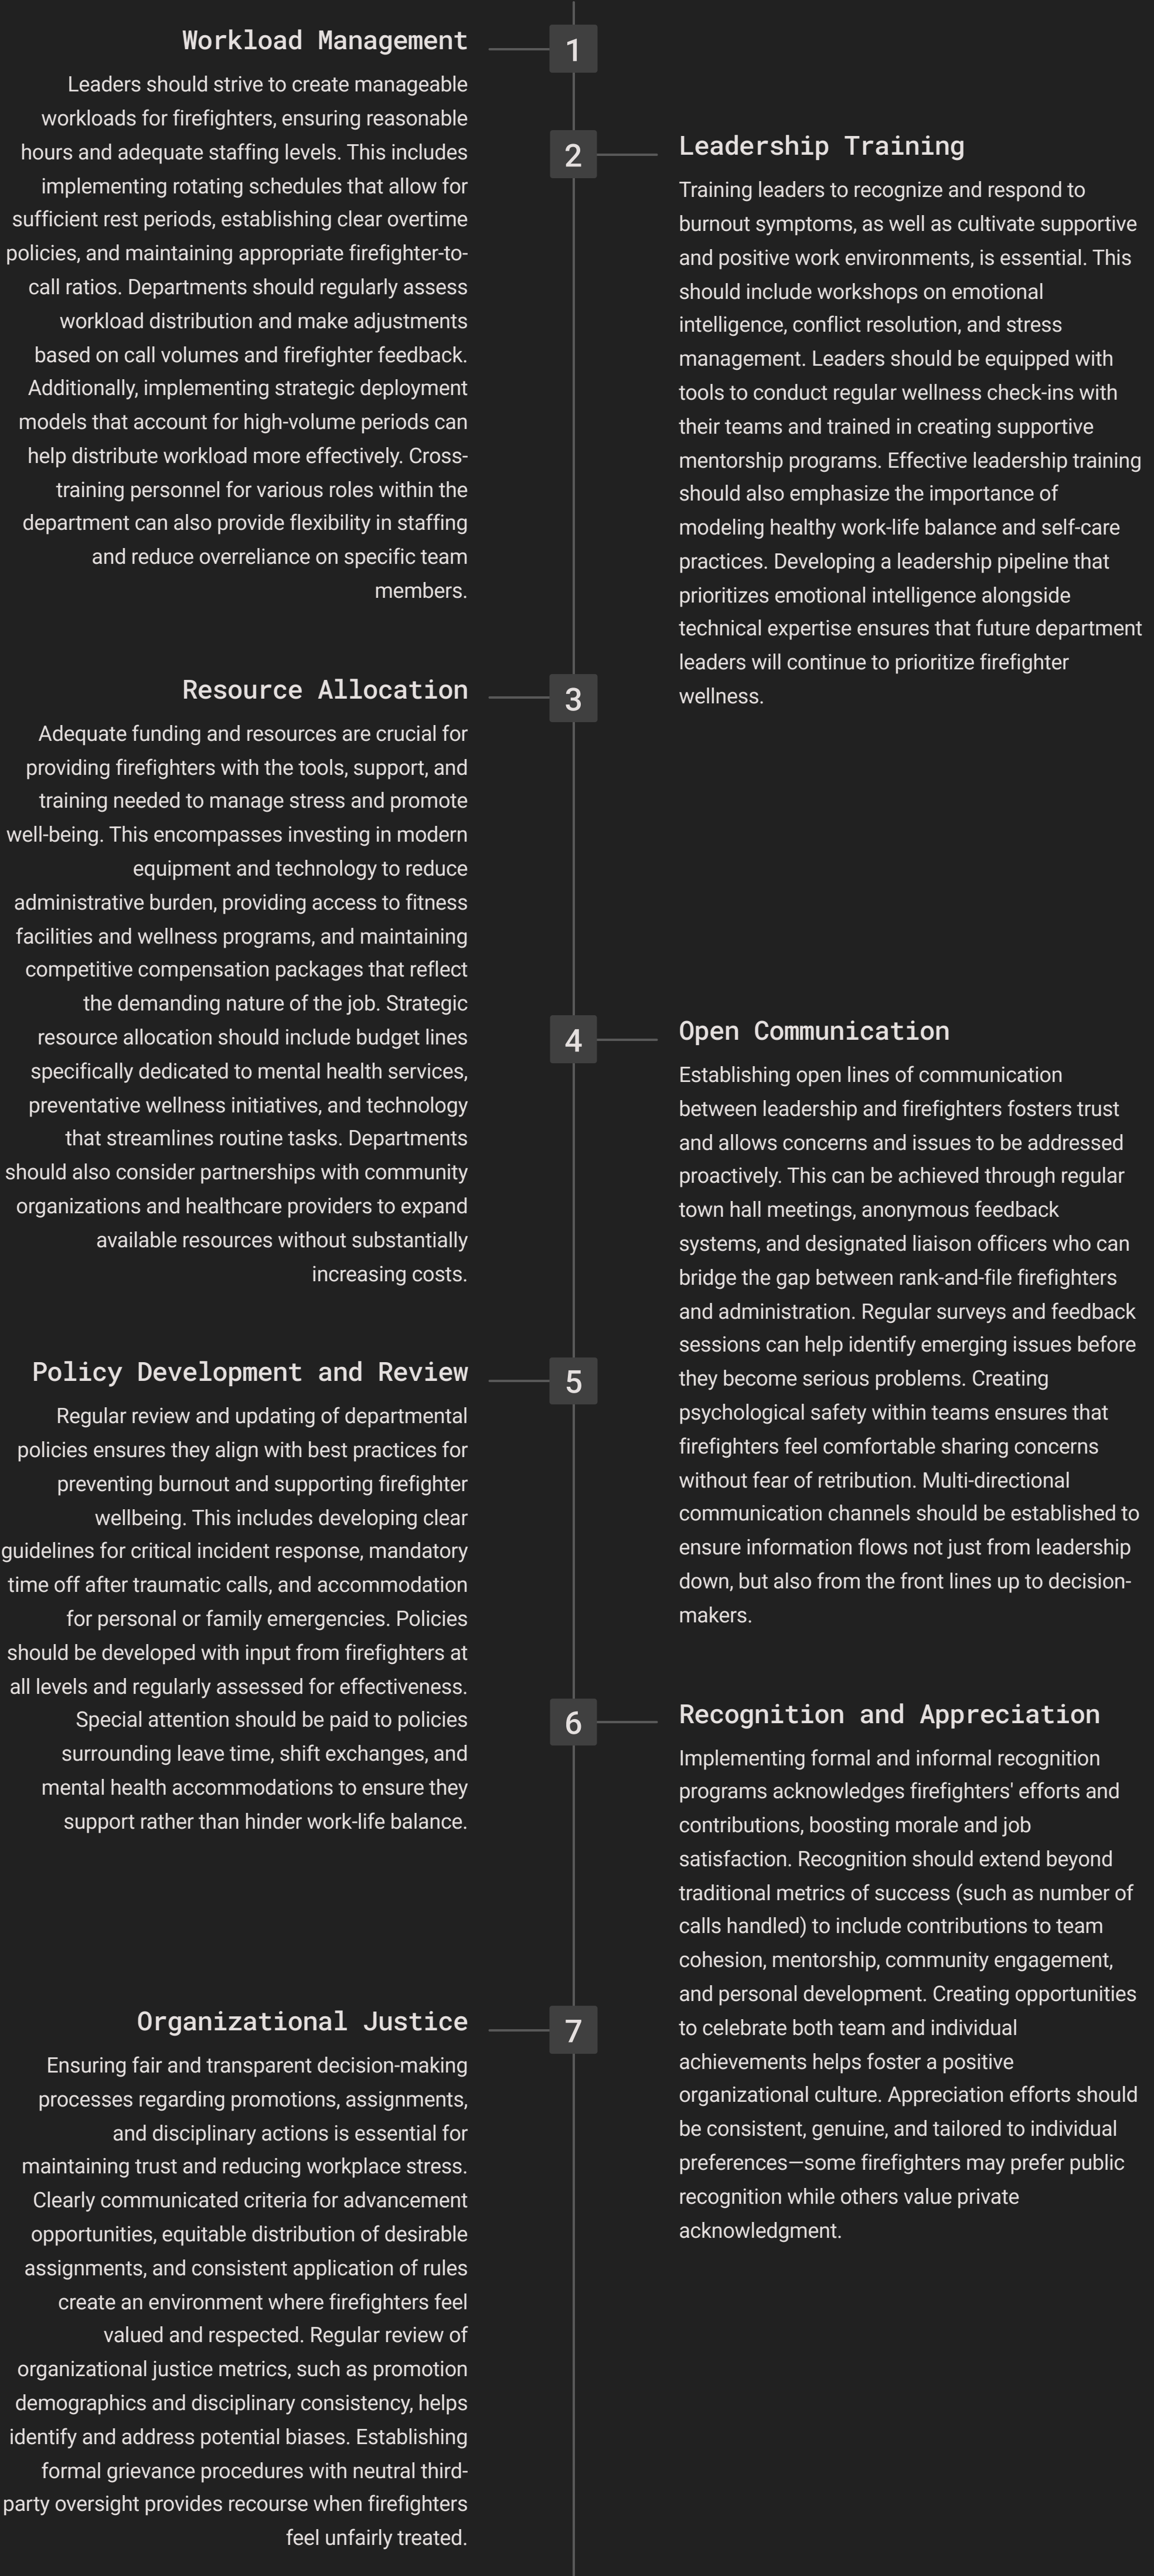 Workload Management
1
Leaders should strive to create manageable
workloads for firefighters, ensuring reasonable
hours and adequate staffing levels. This includes
implementing rotating schedules that allow for
sufficient rest periods, establishing clear overtime
policies, and maintaining appropriate firefighter-to-
call ratios. Departments should regularly assess
workload distribution and make adjustments
based on call volumes and firefighter feedback.
Additionally, implementing strategic deployment
models that account for high-volume periods can
help distribute workload more effectively. Cross-
training personnel for various roles within the
department can also provide flexibility in staffing
and reduce overreliance on specific team
members.
2
Leadership Training
Training leaders to recognize and respond to
burnout symptoms, as well as cultivate supportive
and positive work environments, is essential. This
should include workshops on emotional
intelligence, conflict resolution, and stress
management. Leaders should be equipped with
tools to conduct regular wellness check-ins with
their teams and trained in creating supportive
mentorship programs. Effective leadership training
should also emphasize the importance of
modeling healthy work-life balance and self-care
practices. Developing a leadership pipeline that
prioritizes emotional intelligence alongside
technical expertise ensures that future department
leaders will continue to prioritize firefighter
wellness.
Resource Allocation
3
Adequate funding and resources are crucial for
providing firefighters with the tools, support, and
training needed to manage stress and promote
well-being. This encompasses investing in modern
equipment and technology to reduce
administrative burden, providing access to fitness
facilities and wellness programs, and maintaining
competitive compensation packages that reflect
the demanding nature of the job. Strategic
resource allocation should include budget lines
specifically dedicated to mental health services,
preventative wellness initiatives, and technology
that streamlines routine tasks. Departments
should also consider partnerships with community
organizations and healthcare providers to expand
available resources without substantially
increasing costs.
4
Open Communication
Establishing open lines of communication
between leadership and firefighters fosters trust
and allows concerns and issues to be addressed
proactively. This can be achieved through regular
town hall meetings, anonymous feedback
systems, and designated liaison officers who can
bridge the gap between rank-and-file firefighters
and administration. Regular surveys and feedback
sessions can help identify emerging issues before
they become serious problems. Creating
psychological safety within teams ensures that
firefighters feel comfortable sharing concerns
without fear of retribution. Multi-directional
communication channels should be established to
ensure information flows not just from leadership
down, but also from the front lines up to decision-
makers.
Policy Development and Review
5
Regular review and updating of departmental
policies ensures they align with best practices for
preventing burnout and supporting firefighter
wellbeing. This includes developing clear
guidelines for critical incident response, mandatory
time off after traumatic calls, and accommodation
for personal or family emergencies. Policies
should be developed with input from firefighters at
all levels and regularly assessed for effectiveness.
Special attention should be paid to policies
surrounding leave time, shift exchanges, and
mental health accommodations to ensure they
support rather than hinder work-life balance.
6
Recognition and Appreciation
Implementing formal and informal recognition
programs acknowledges firefighters' efforts and
contributions, boosting morale and job
satisfaction. Recognition should extend beyond
traditional metrics of success (such as number of
calls handled) to include contributions to team
cohesion, mentorship, community engagement,
and personal development. Creating opportunities
to celebrate both team and individual
achievements helps foster a positive
organizational culture. Appreciation efforts should
be consistent, genuine, and tailored to individual
preferences—some firefighters may prefer public
recognition while others value private
acknowledgment.
Organizational Justice
7
Ensuring fair and transparent decision-making
processes regarding promotions, assignments,
and disciplinary actions is essential for
maintaining trust and reducing workplace stress.
Clearly communicated criteria for advancement
opportunities, equitable distribution of desirable
assignments, and consistent application of rules
create an environment where firefighters feel
valued and respected. Regular review of
organizational justice metrics, such as promotion
demographics and disciplinary consistency, helps
identify and address potential biases. Establishing
formal grievance procedures with neutral third-
party oversight provides recourse when firefighters
feel unfairly treated.